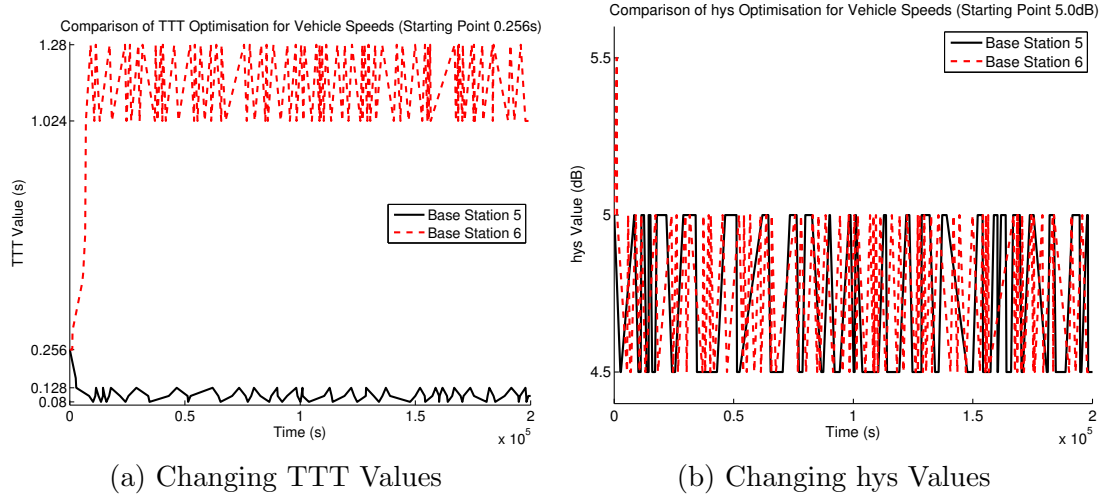 Comparison of TTT Optimisation for Vehicle Speeds (Starting Point 0.256s)
1.28
1.024
0.256
0.128
0.08
TTT Value (s)
Base Station 5
Base Station 6
0
0.5
1
1.5
2
Time (s)
x 10^5
(a) Changing TTT Values
Comparison of hys Optimisation for Vehicle Speeds (Starting Point 5.0dB)
5.5
5
4.5
hys Value (dB)
Base Station 5
Base Station 6
0
0.5
1
1.5
2
Time (s)
x 10^5
(b) Changing hys Values